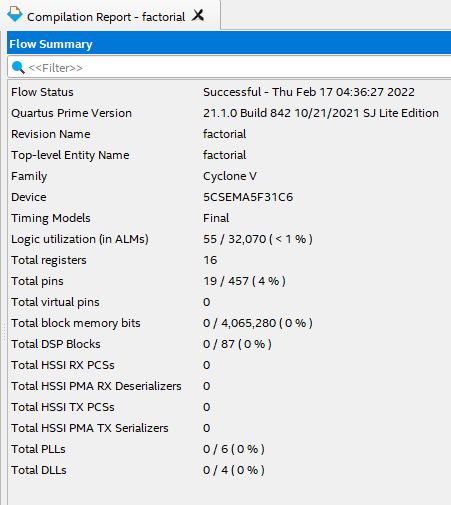 Compilation Report - factorial
Flow Summary
<<Filter>>
Flow Status Successful - Thu Feb 17 04:36:27 2022
Quartus Prime Version 21.1.0 Build 842 10/21/2021 SJ Lite Edition
Revision Name factorial
Top-level Entity Name factorial
Family Cyclone V
Device 5CSEMA5F31C6
Timing Models Final
Logic utilization (in ALMs) 55 / 32,070 ( < 1 % )
Total registers 16
Total pins 19 / 457 ( 4 % )
Total virtual pins 0
Total block memory bits 0 / 4,065,280 ( 0 % )
Total DSP Blocks 0 / 87 ( 0 % )
Total HSSI RX PCSs 0
Total HSSI PMA RX Deserializers 0
Total HSSI TX PCSs 0
Total HSSI PMA TX Serializers 0
Total PLLs 0 / 6 ( 0 % )
Total DLLs 0 / 4 ( 0 % )